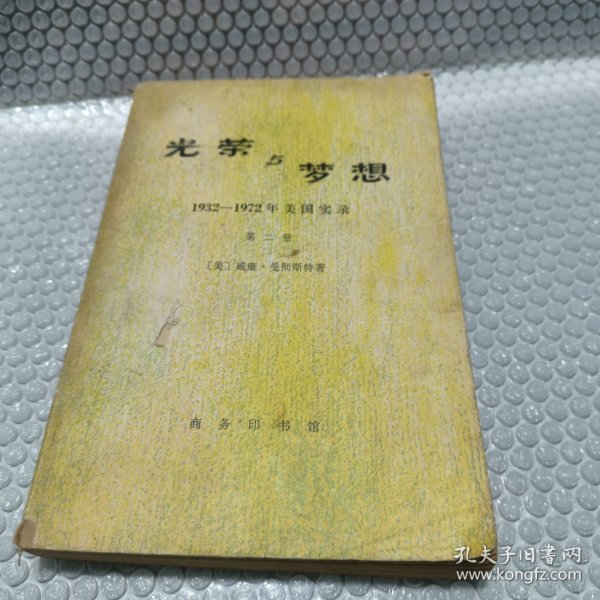 光荣与梦想
1932—1972年美国实录
第二册
〔美〕威廉·曼彻斯特著
商务印书馆
孔夫子旧书网
www.kongfz.com